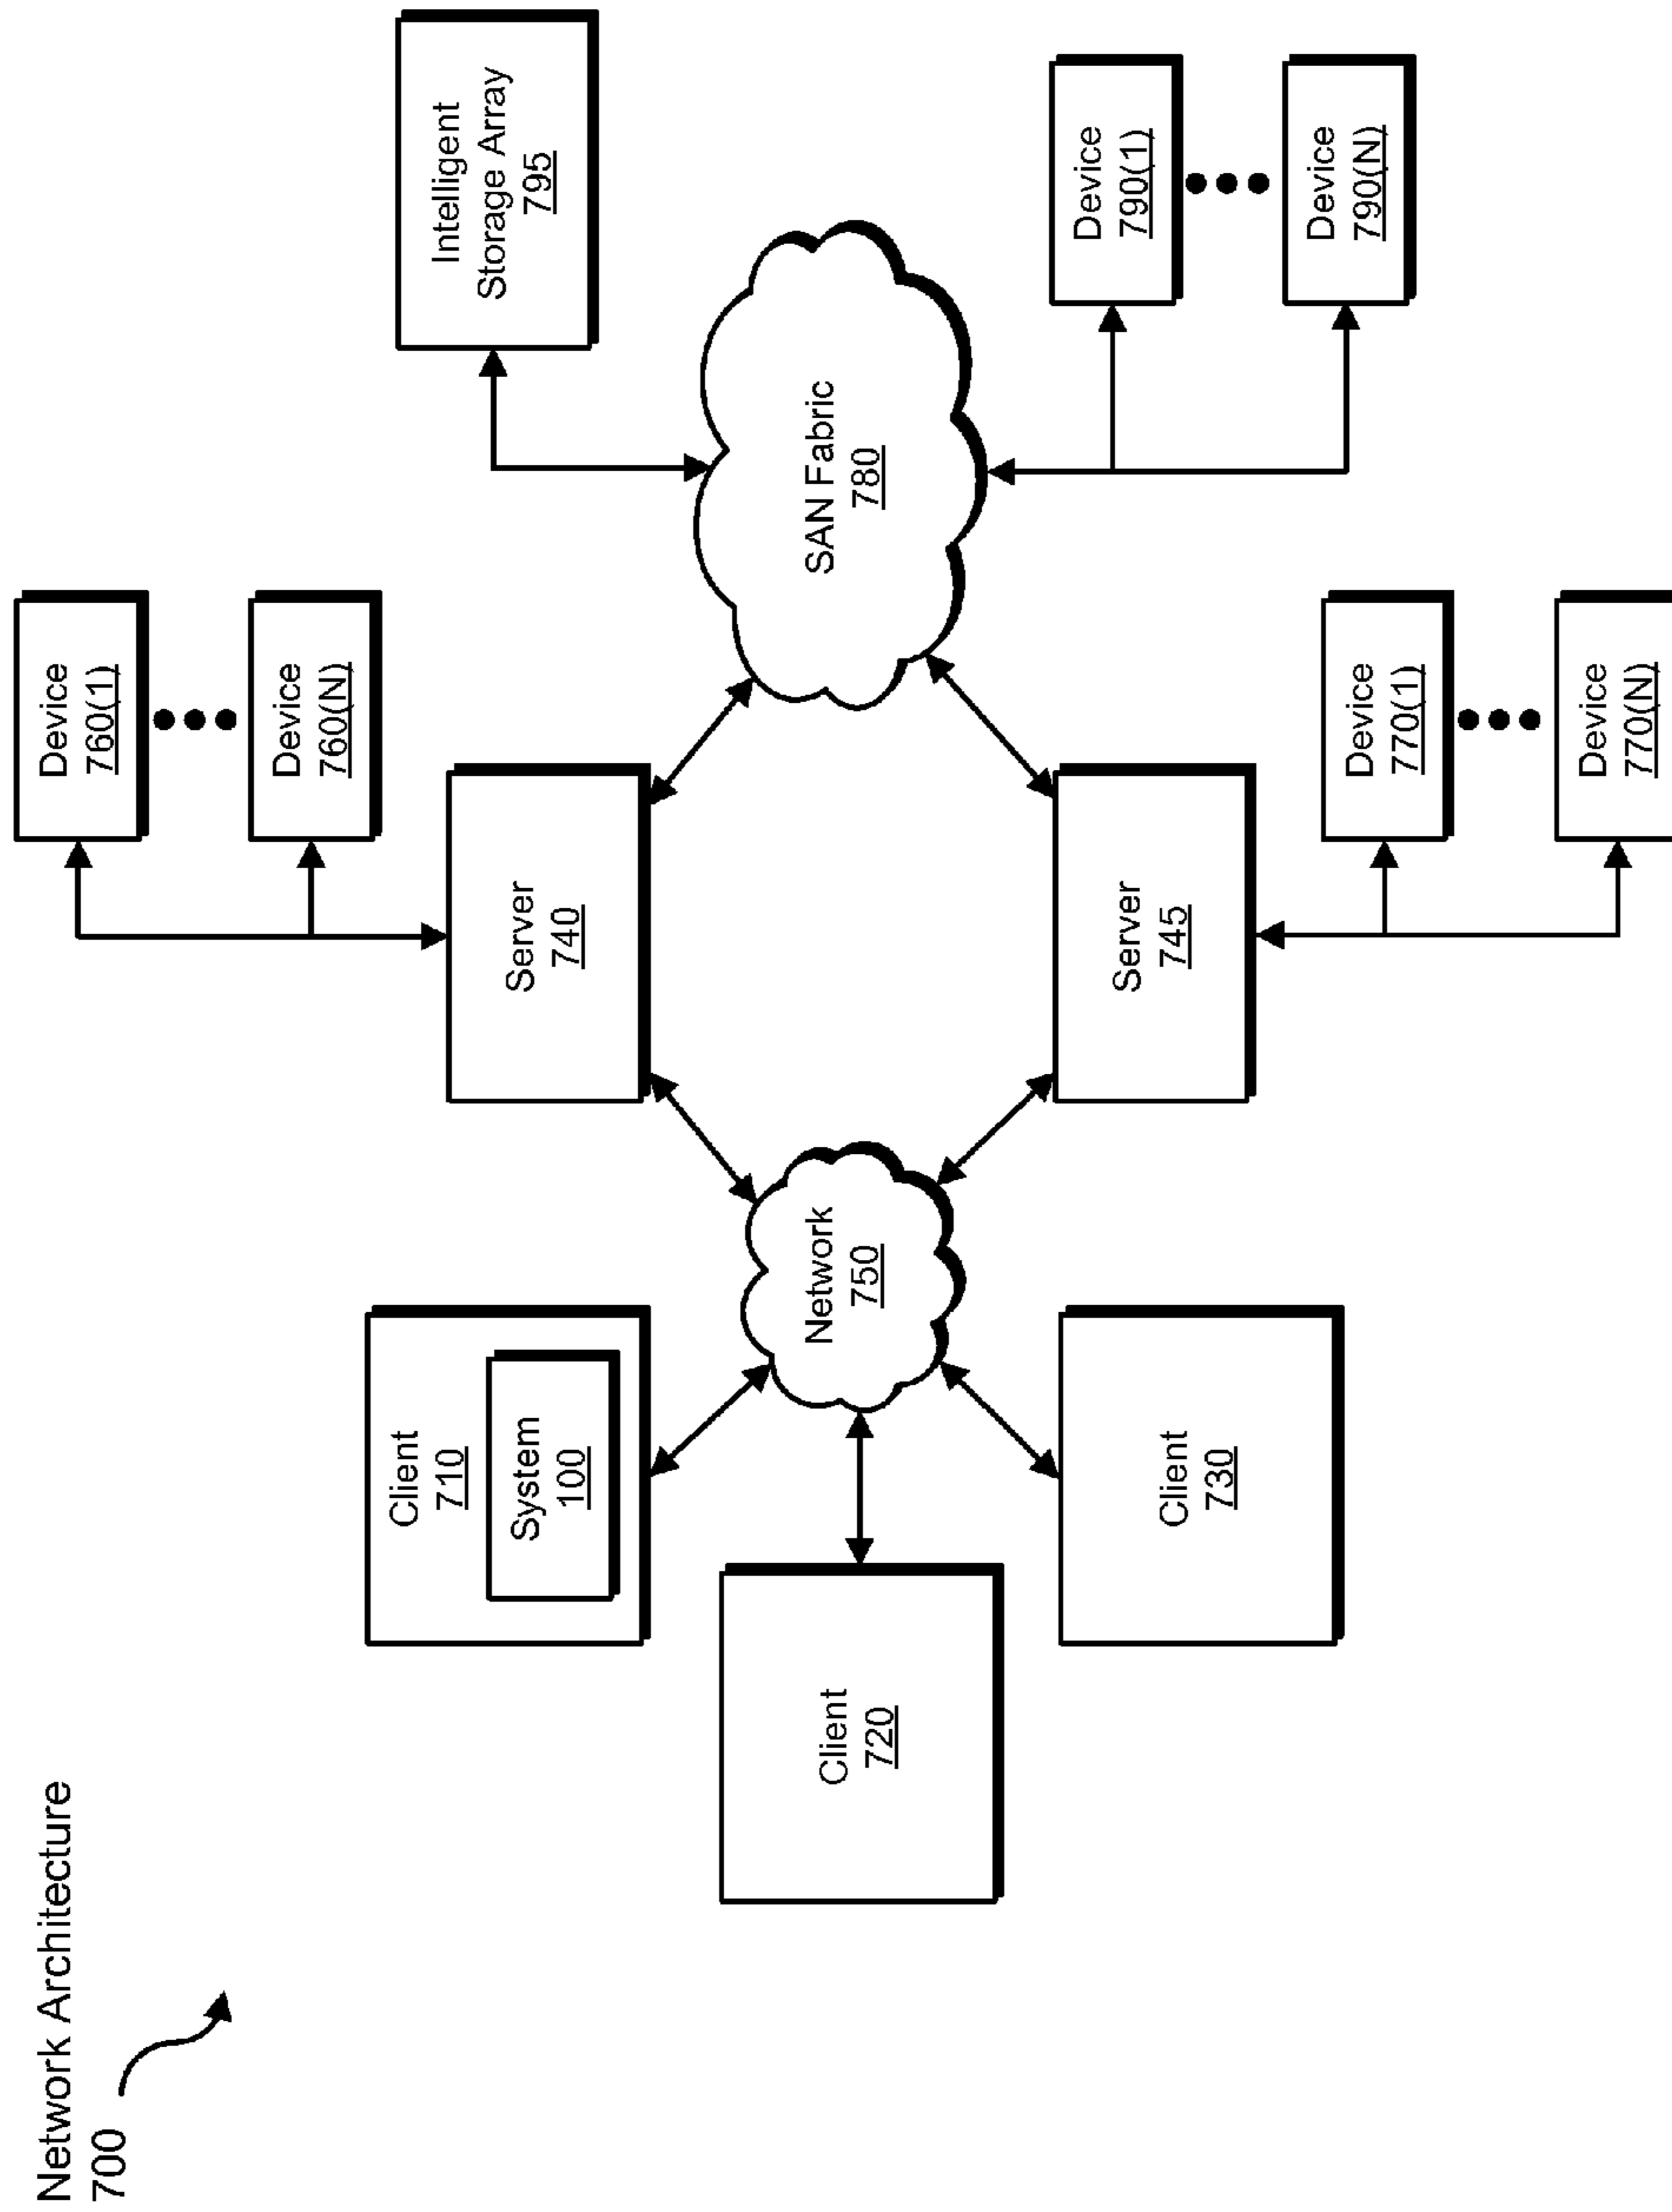 Network Architecture
700
Client
710
System
100
Client
720
Client
730
Network
750
Server
740
Server
745
Device
760(1)
Device
760(N)
Device
770(1)
Device
770(N)
SAN Fabric
780
Intelligent
Storage Array
795
Device
790(1)
Device
790(N)